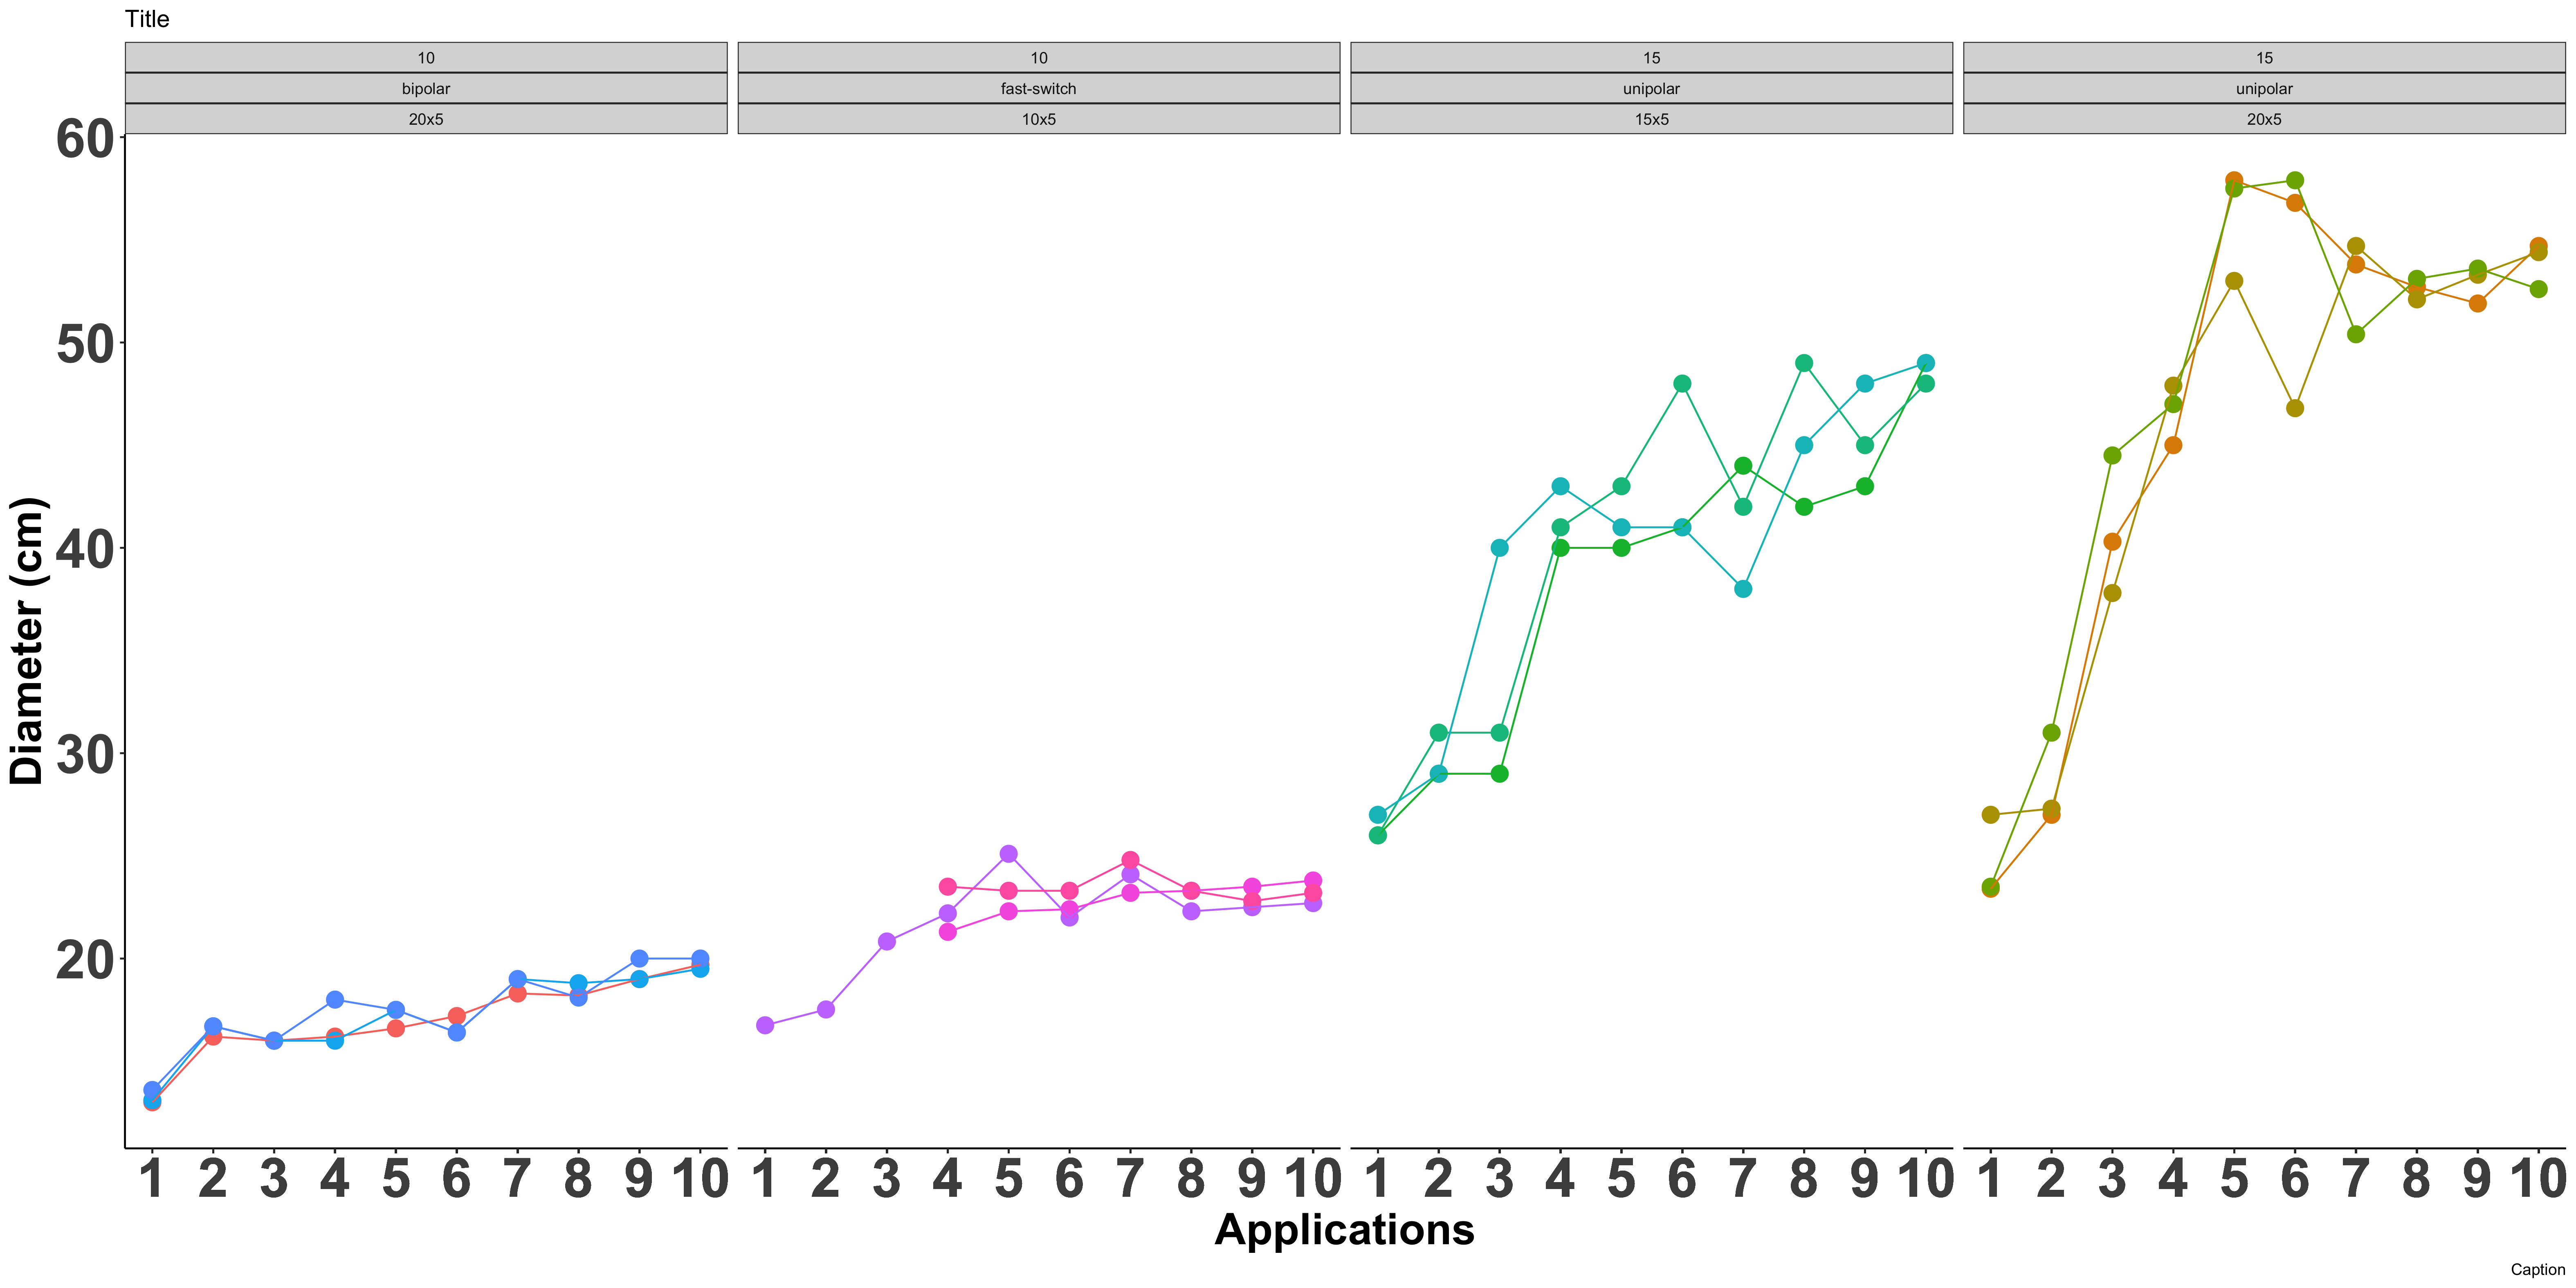 Title
10 10 15 15
bipolar fast-switch unipolar unipolar
20x5 10x5 15x5 20x5
60
50
40
30
20
Diameter (cm)
1 2 3 4 5 6 7 8 9 10 1 2 3 4 5 6 7 8 9 10 1 2 3 4 5 6 7 8 9 10 1 2 3 4 5 6 7 8 9 10
Applications
Caption